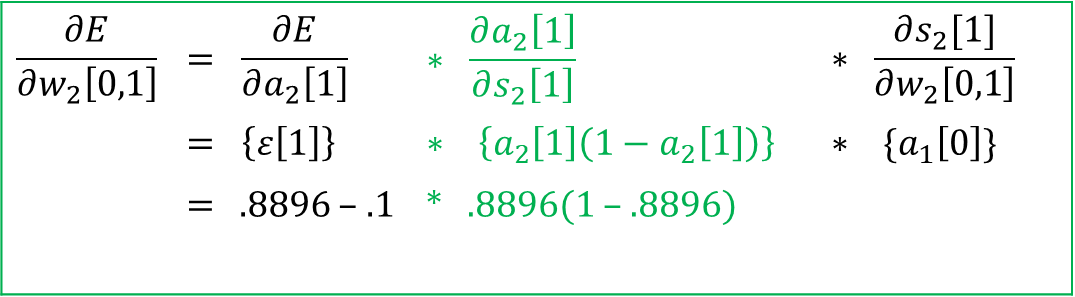 ∂E/∂w₂[0,1] = ∂E/∂a₂[1] * ∂a₂[1]/∂s₂[1] * ∂s₂[1]/∂w₂[0,1]
= {ε[1]} * {a₂[1](1 − a₂[1])} * {a₁[0]}
= .8896 – .1 * .8896(1 – .8896)